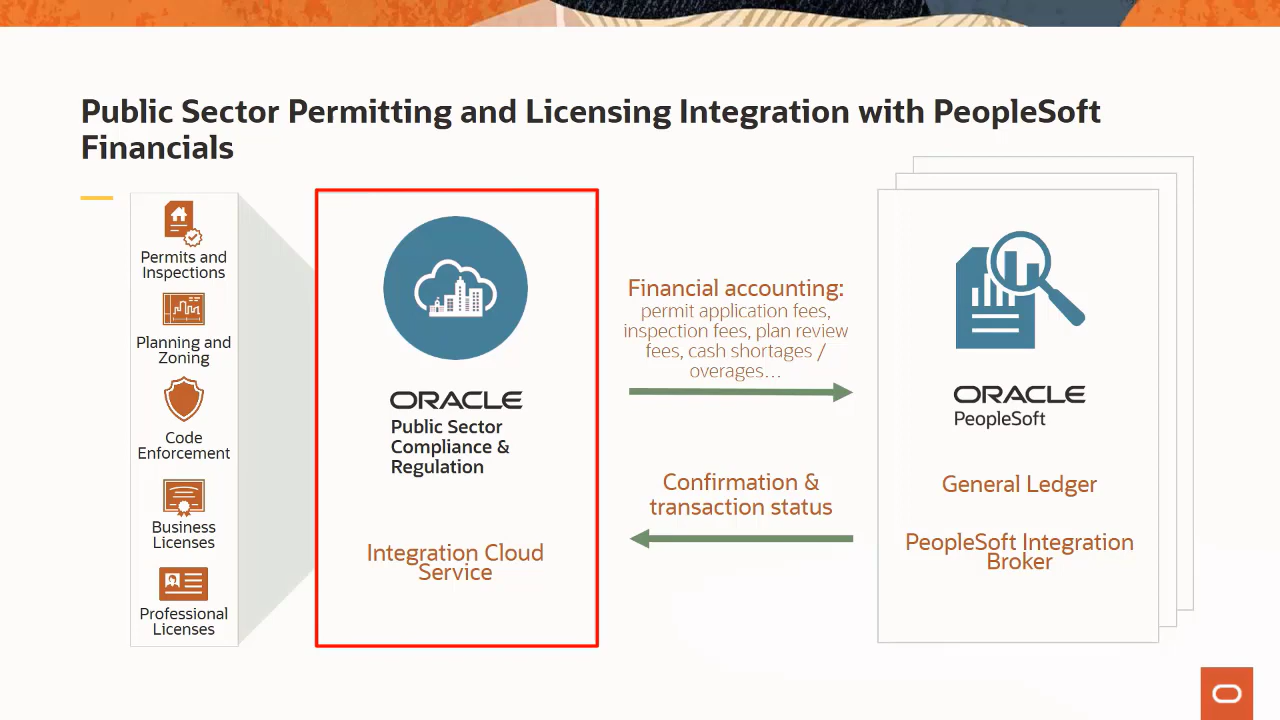 Public Sector Permitting and Licensing Integration with PeopleSoft
Financials
Permits and
Inspections
Planning and
Zoning
Code
Enforcement
Business
Licenses
Professional
Licenses
ORACLE
Public Sector
Compliance &
Regulation
Integration Cloud
Service
Financial accounting:
permit application fees,
inspection fees, plan review
fees, cash shortages /
overages...
Confirmation &
transaction status
ORACLE
PeopleSoft
General Ledger
PeopleSoft Integration
Broker